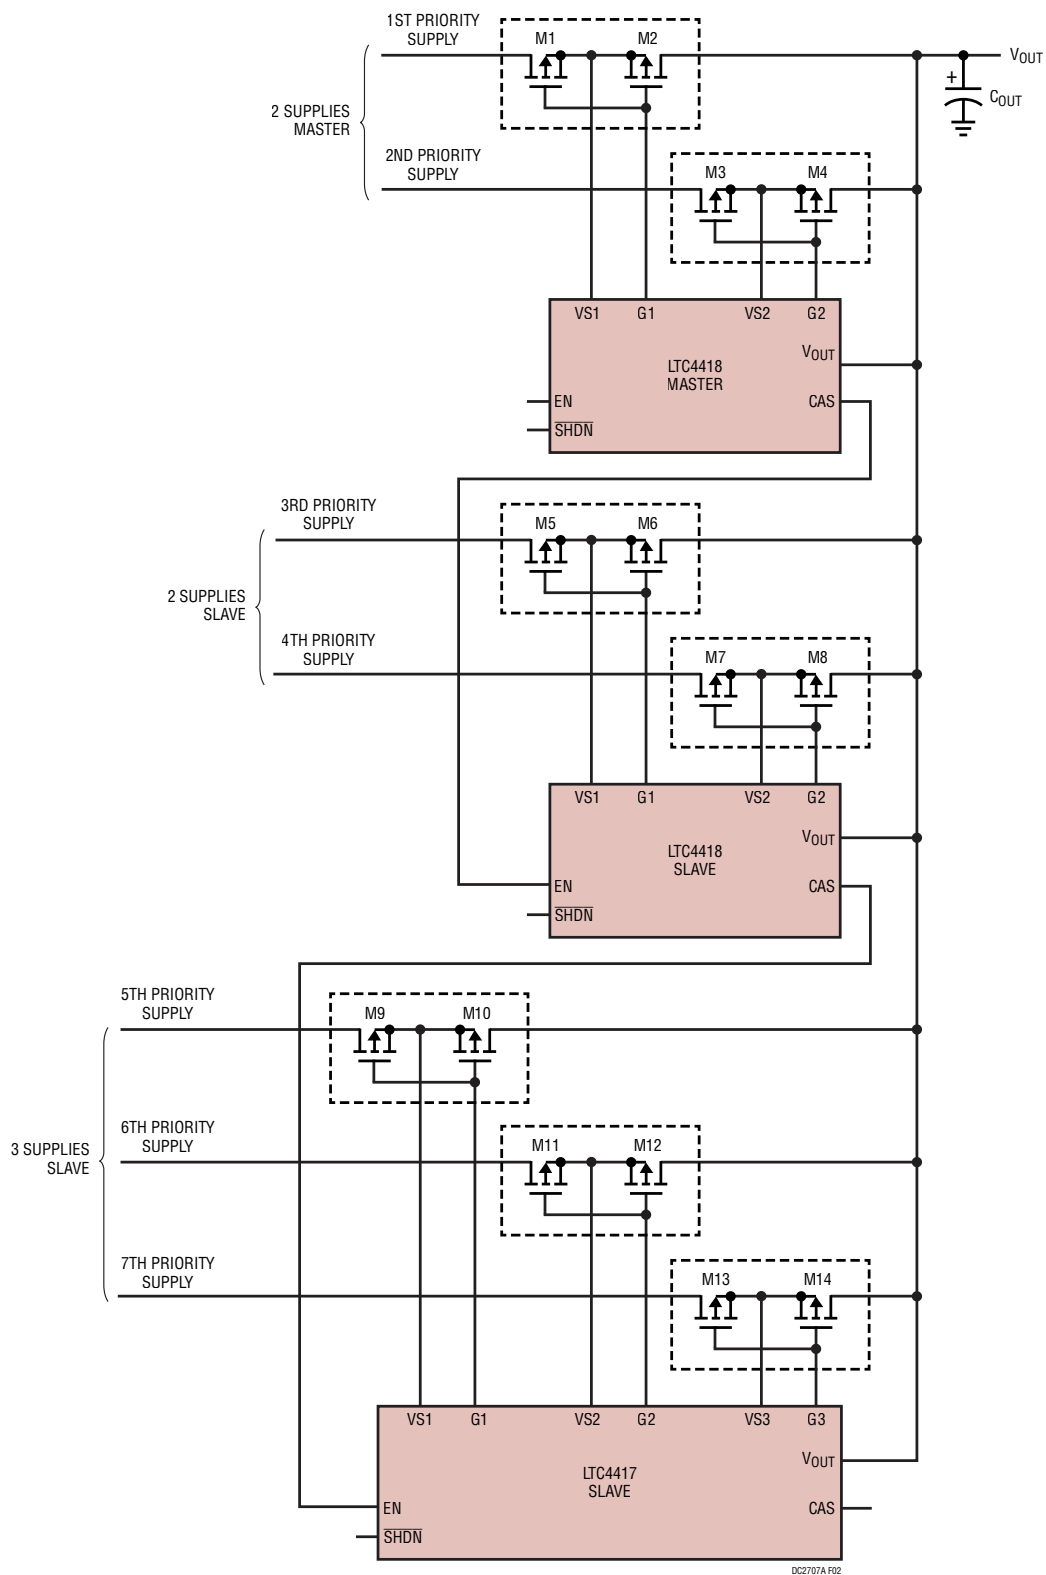 1ST PRIORITY
SUPPLY
M1
M2
VOUT
+
COUT
2 SUPPLIES
MASTER
2ND PRIORITY
SUPPLY
M3
M4
VS1
G1
VS2
G2
VOUT
LTC4418
MASTER
EN
CAS
SHDN
3RD PRIORITY
SUPPLY
M5
M6
2 SUPPLIES
SLAVE
4TH PRIORITY
SUPPLY
M7
M8
VS1
G1
VS2
G2
VOUT
LTC4418
SLAVE
EN
CAS
SHDN
5TH PRIORITY
SUPPLY
M9
M10
6TH PRIORITY
SUPPLY
M11
M12
3 SUPPLIES
SLAVE
7TH PRIORITY
SUPPLY
M13
M14
VS1
G1
VS2
G2
VS3
G3
VOUT
LTC4417
SLAVE
EN
CAS
SHDN
DC2707A F02